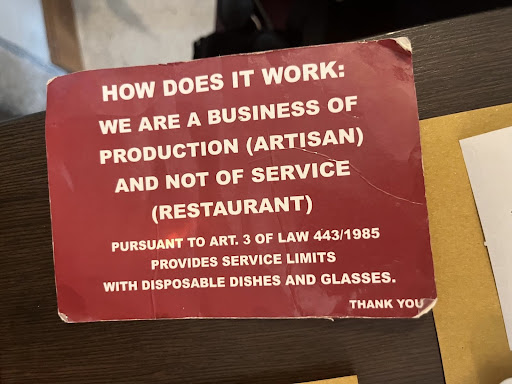 HOW DOES IT WORK:
WE ARE A BUSINESS OF
PRODUCTION (ARTISAN)
AND NOT OF SERVICE
(RESTAURANT)
PURSUANT TO ART. 3 OF LAW 443/1985
PROVIDES SERVICE LIMITS
WITH DISPOSABLE DISHES AND GLASSES.
THANK YOU